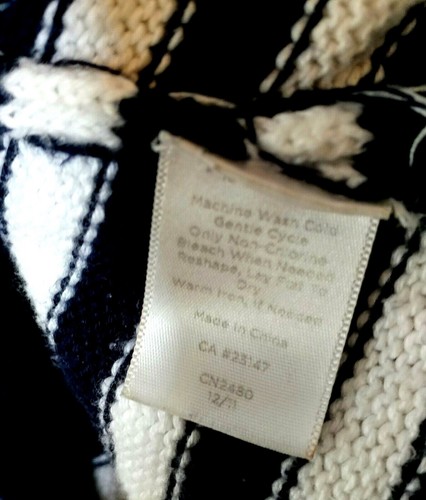 Machine Wash Cold
Gentle Cycle
Only Non-Chlorine
Bleach When Needed
Reshape, Lay Flat To
Dry
Warm Iron, if Needed
Made in China
CA #23147
CN2480
12/11